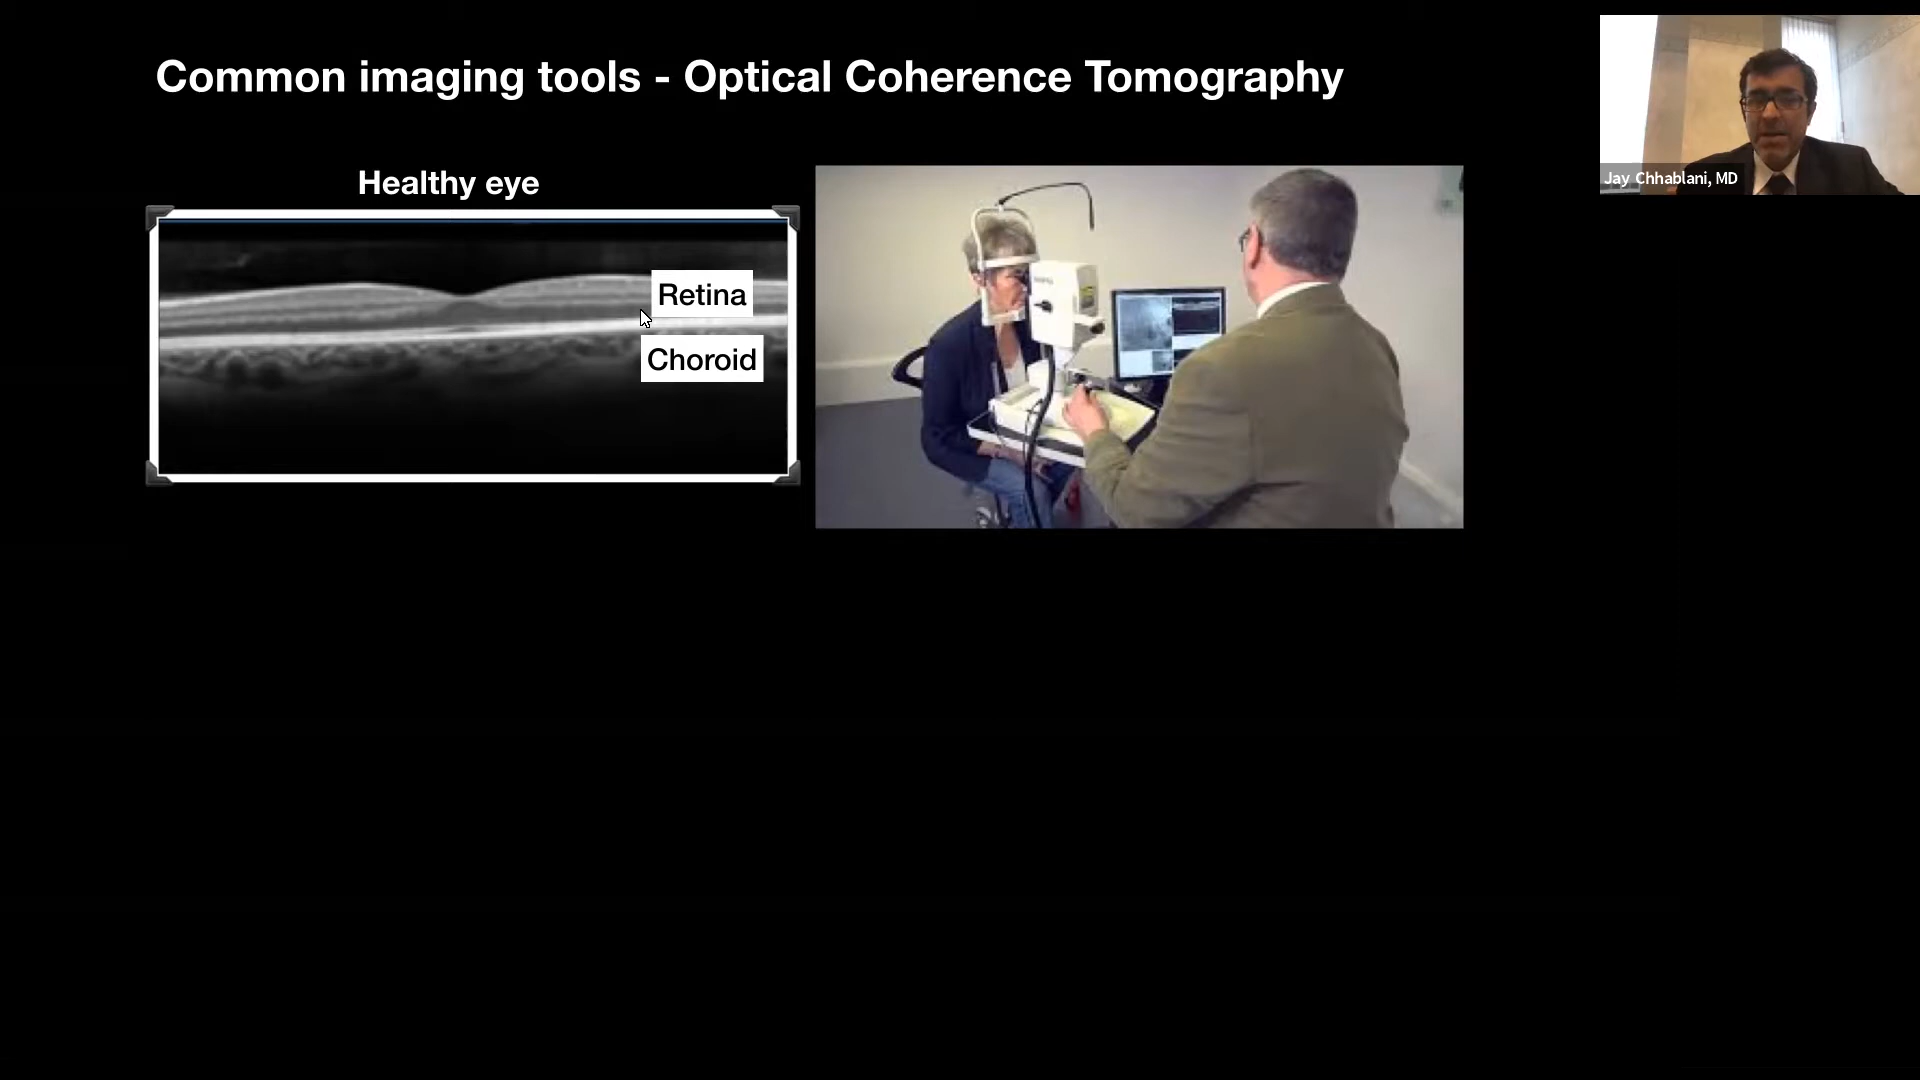 Common imaging tools - Optical Coherence Tomography
Jay Chhablani, MD
Healthy eye
Retina
Choroid